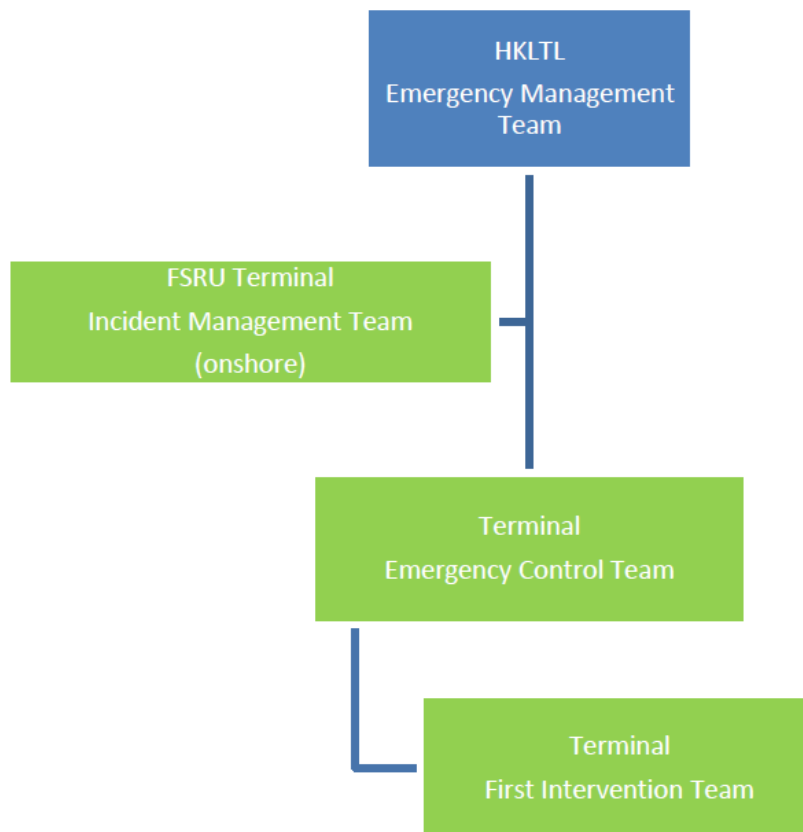 HKLTL
Emergency Management
Team
FSRU Terminal
Incident Management Team
(onshore)
Terminal
Emergency Control Team
Terminal
First Intervention Team